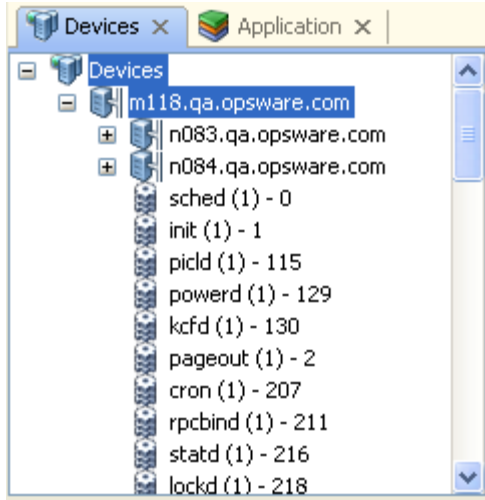 Devices Application
Devices
m118.qa.opsware.com
n083.qa.opsware.com
n084.qa.opsware.com
sched (1) - 0
init (1) - 1
picld (1) - 115
powerd (1) - 129
kcfd (1) - 130
pageout (1) - 2
cron (1) - 207
rpcbind (1) - 211
statd (1) - 216
lockd (1) - 218